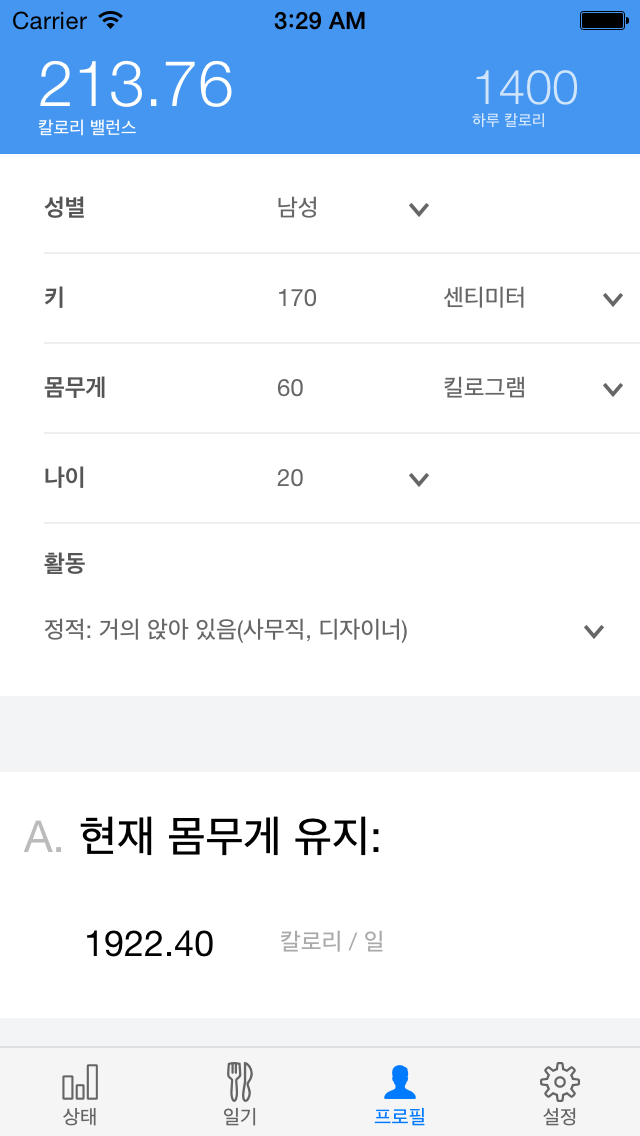 Carrier 3:29 AM
213.76 1400
칼로리 밸런스 하루 칼로리
성별 남성
키 170 센티미터
몸무게 60 킬로그램
나이 20
활동
정적: 거의 앉아 있음(사무직, 디자이너)
A. 현재 몸무게 유지:
1922.40 칼로리 / 일
상태 일기 프로필 설정